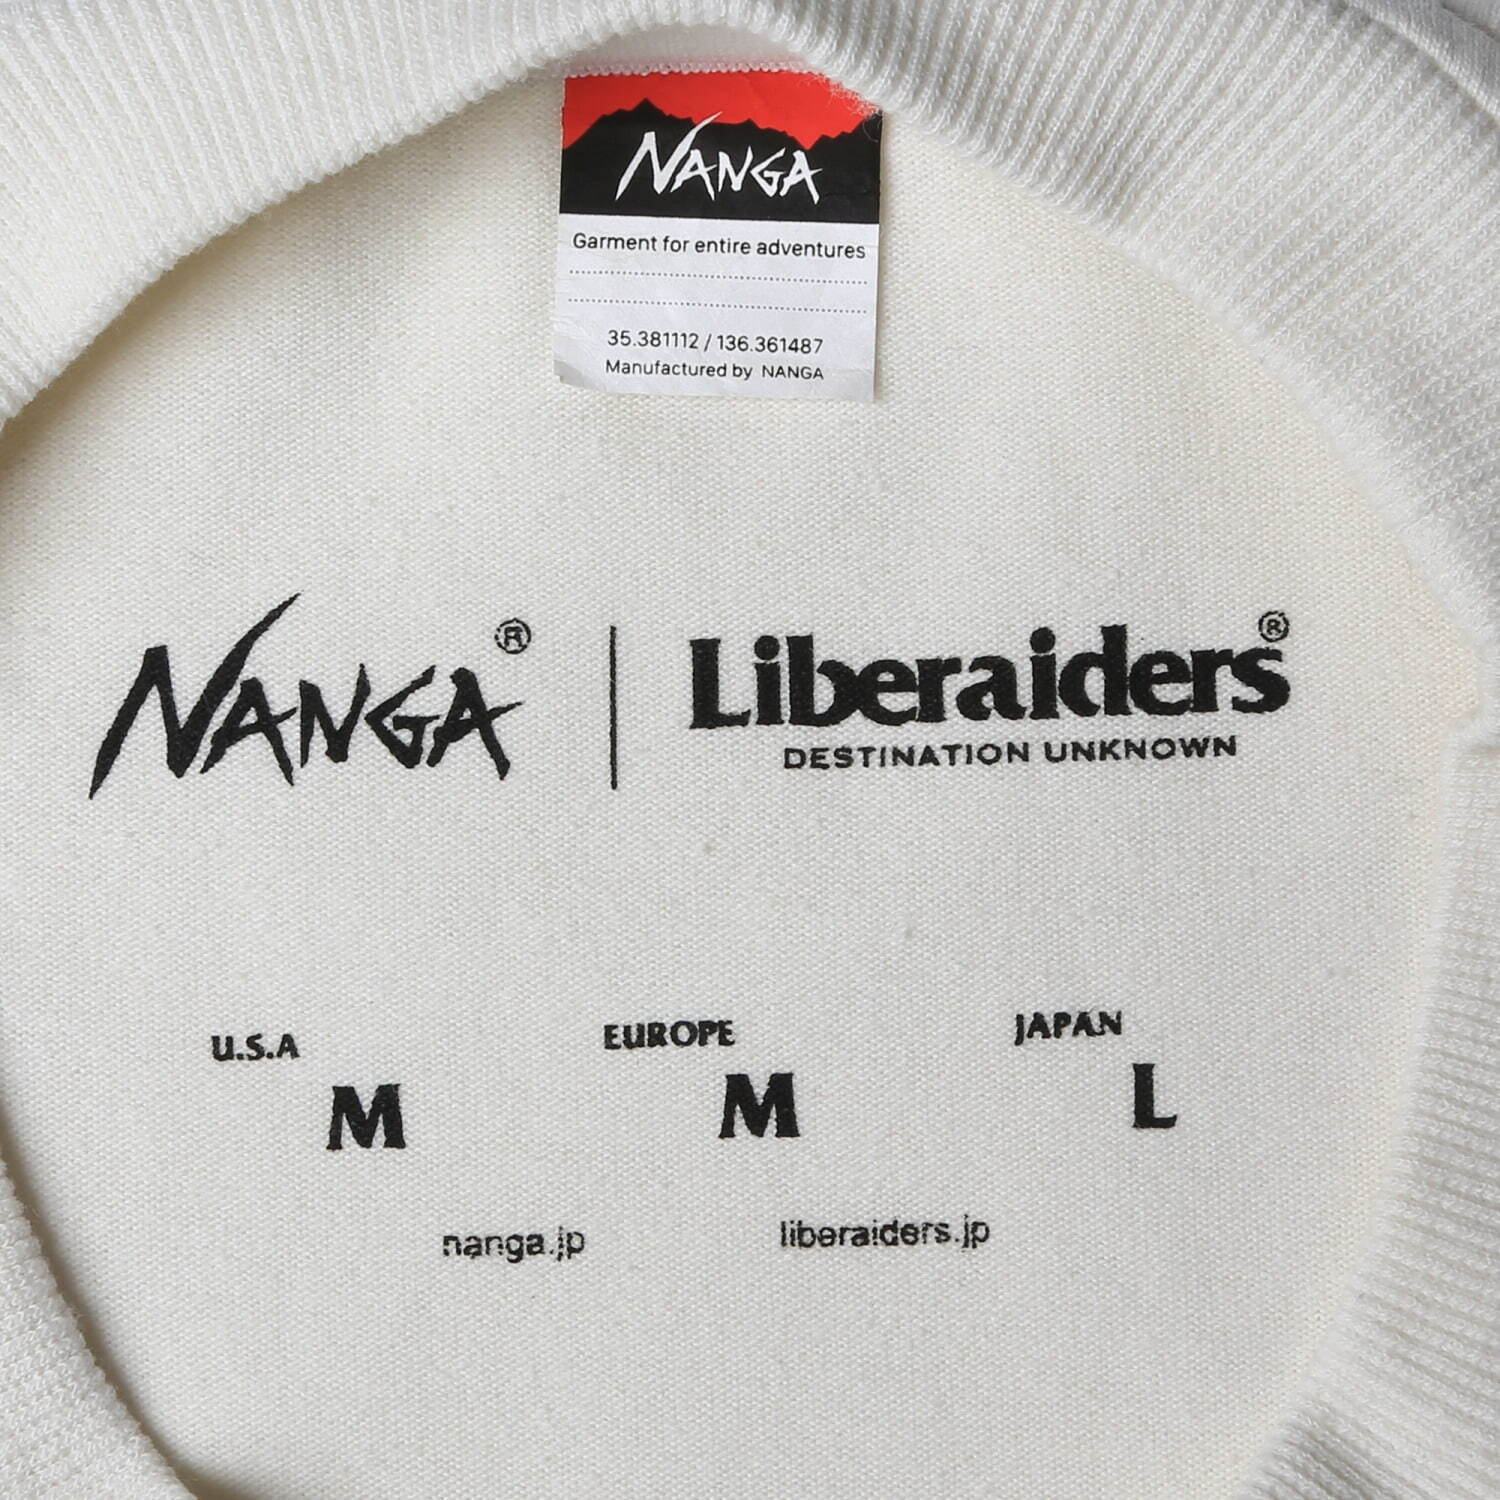 NANGA
Garment for entire adventures
35.381112 / 136.361487
Manufactured by NANGA
NANGA® | Liberaiders®
DESTINATION UNKNOWN
U.S.A EUROPE JAPAN
M M L
nanga.jp liberaiders.jp